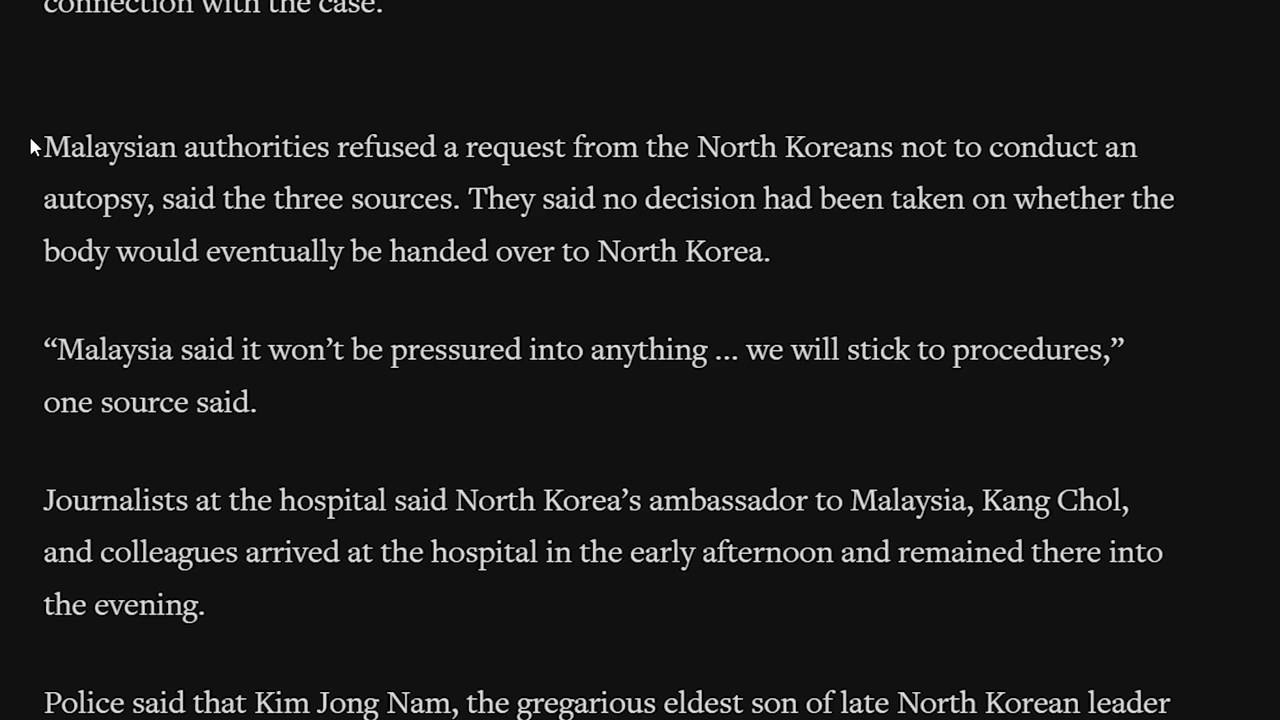 connection with the case.
Malaysian authorities refused a request from the North Koreans not to conduct an
autopsy, said the three sources. They said no decision had been taken on whether the
body would eventually be handed over to North Korea.
“Malaysia said it won’t be pressured into anything ... we will stick to procedures,”
one source said.
Journalists at the hospital said North Korea’s ambassador to Malaysia, Kang Chol,
and colleagues arrived at the hospital in the early afternoon and remained there into
the evening.
Police said that Kim Jong Nam, the gregarious eldest son of late North Korean leader